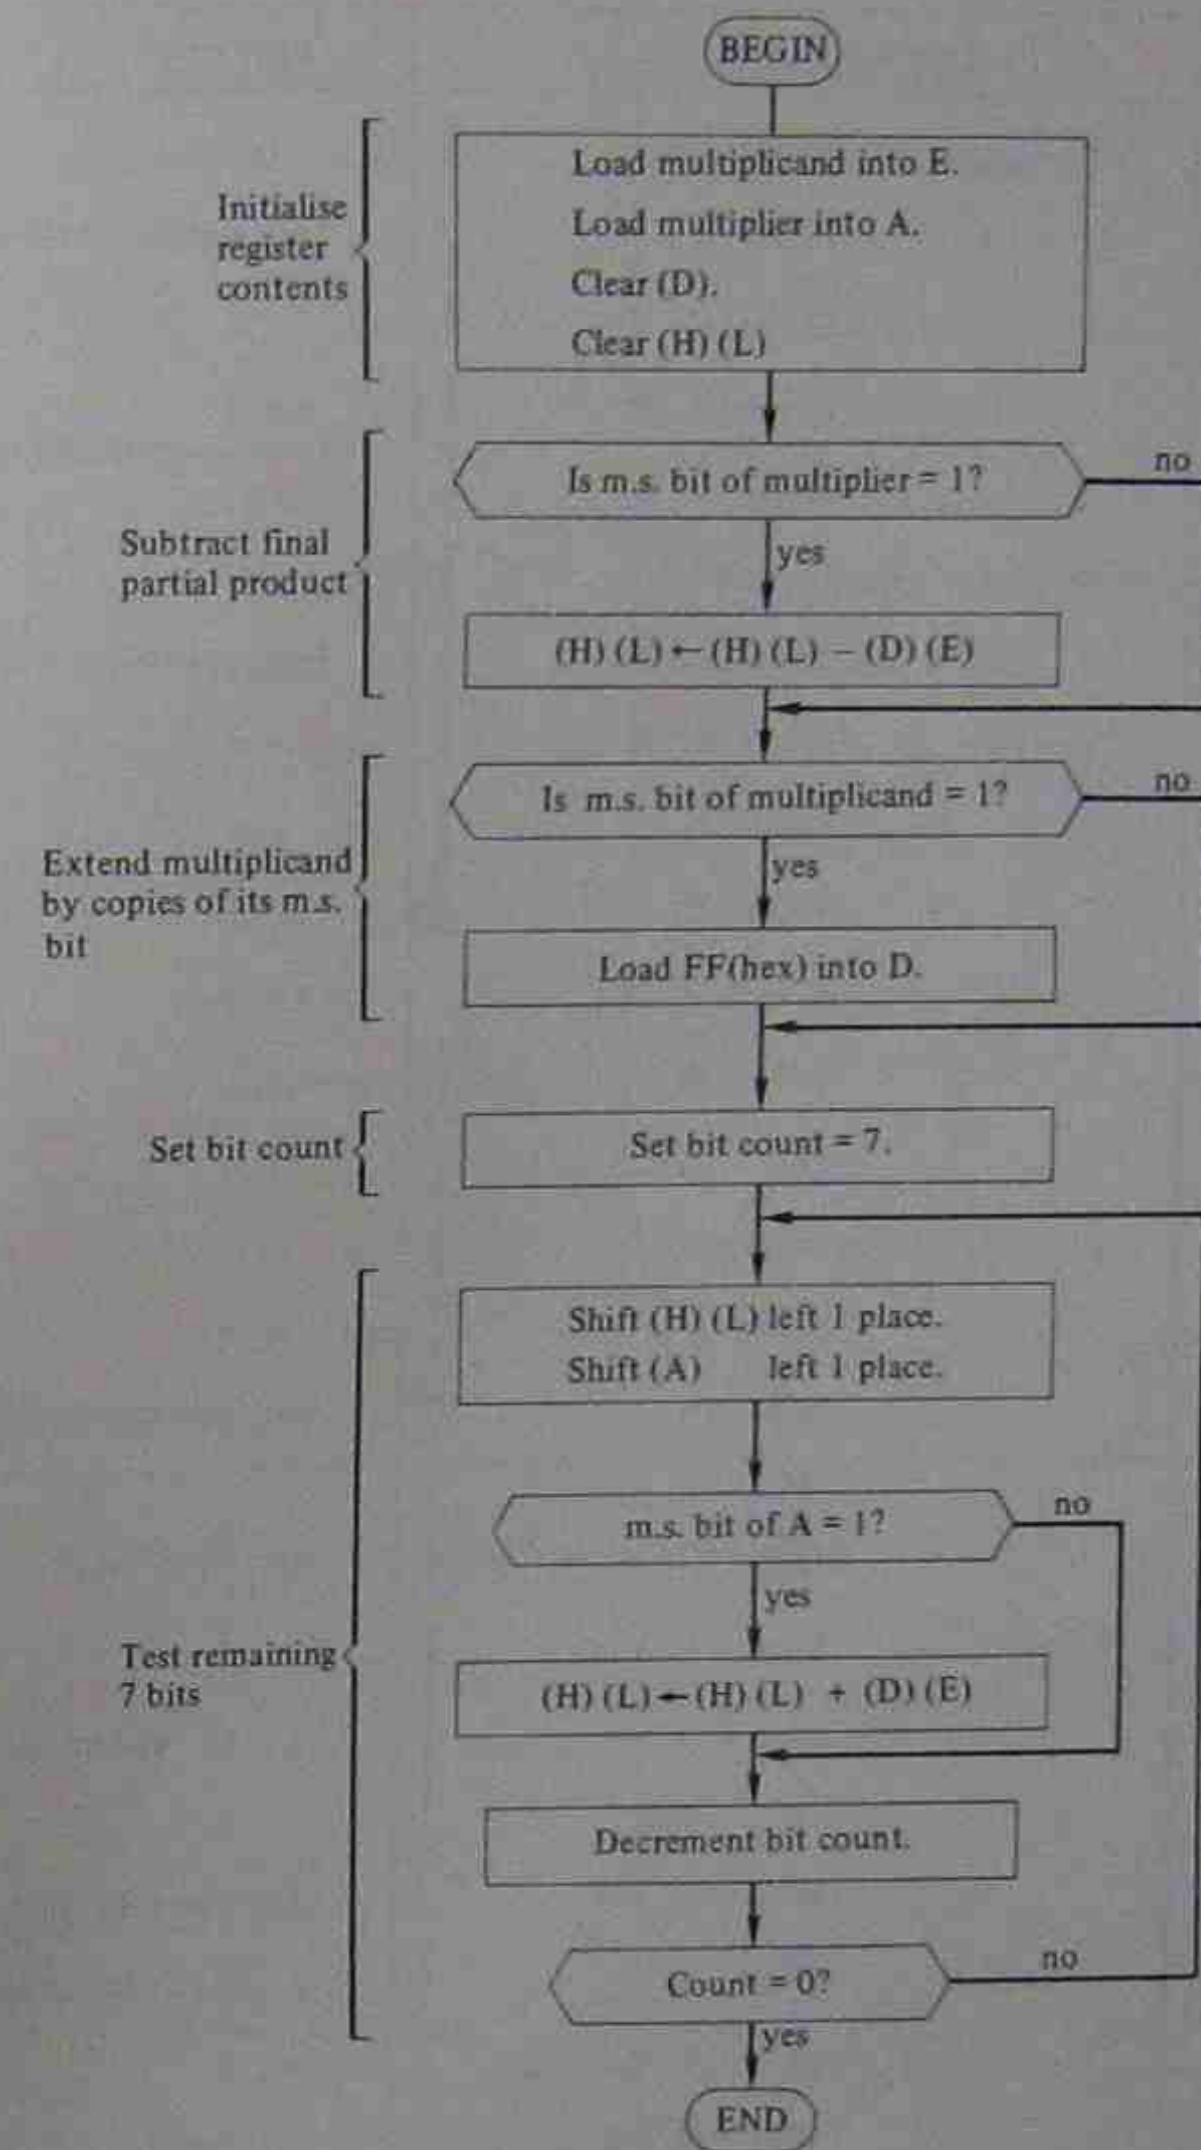 BEGIN
Initialise
register
contents
Load multiplicand into E.
Load multiplier into A.
Clear (D).
Clear (H) (L)
Subtract final
partial product
Is m.s. bit of multiplier = 1?
no
yes
(H) (L) ← (H) (L) – (D) (E)
Extend multiplicand
by copies of its m.s.
bit
Is m.s. bit of multiplicand = 1?
no
yes
Load FF(hex) into D.
Set bit count
Set bit count = 7.
Test remaining
7 bits
Shift (H) (L) left 1 place.
Shift (A) left 1 place.
m.s. bit of A = 1?
no
yes
(H) (L) ← (H) (L) + (D) (E)
Decrement bit count.
Count = 0?
no
yes
END